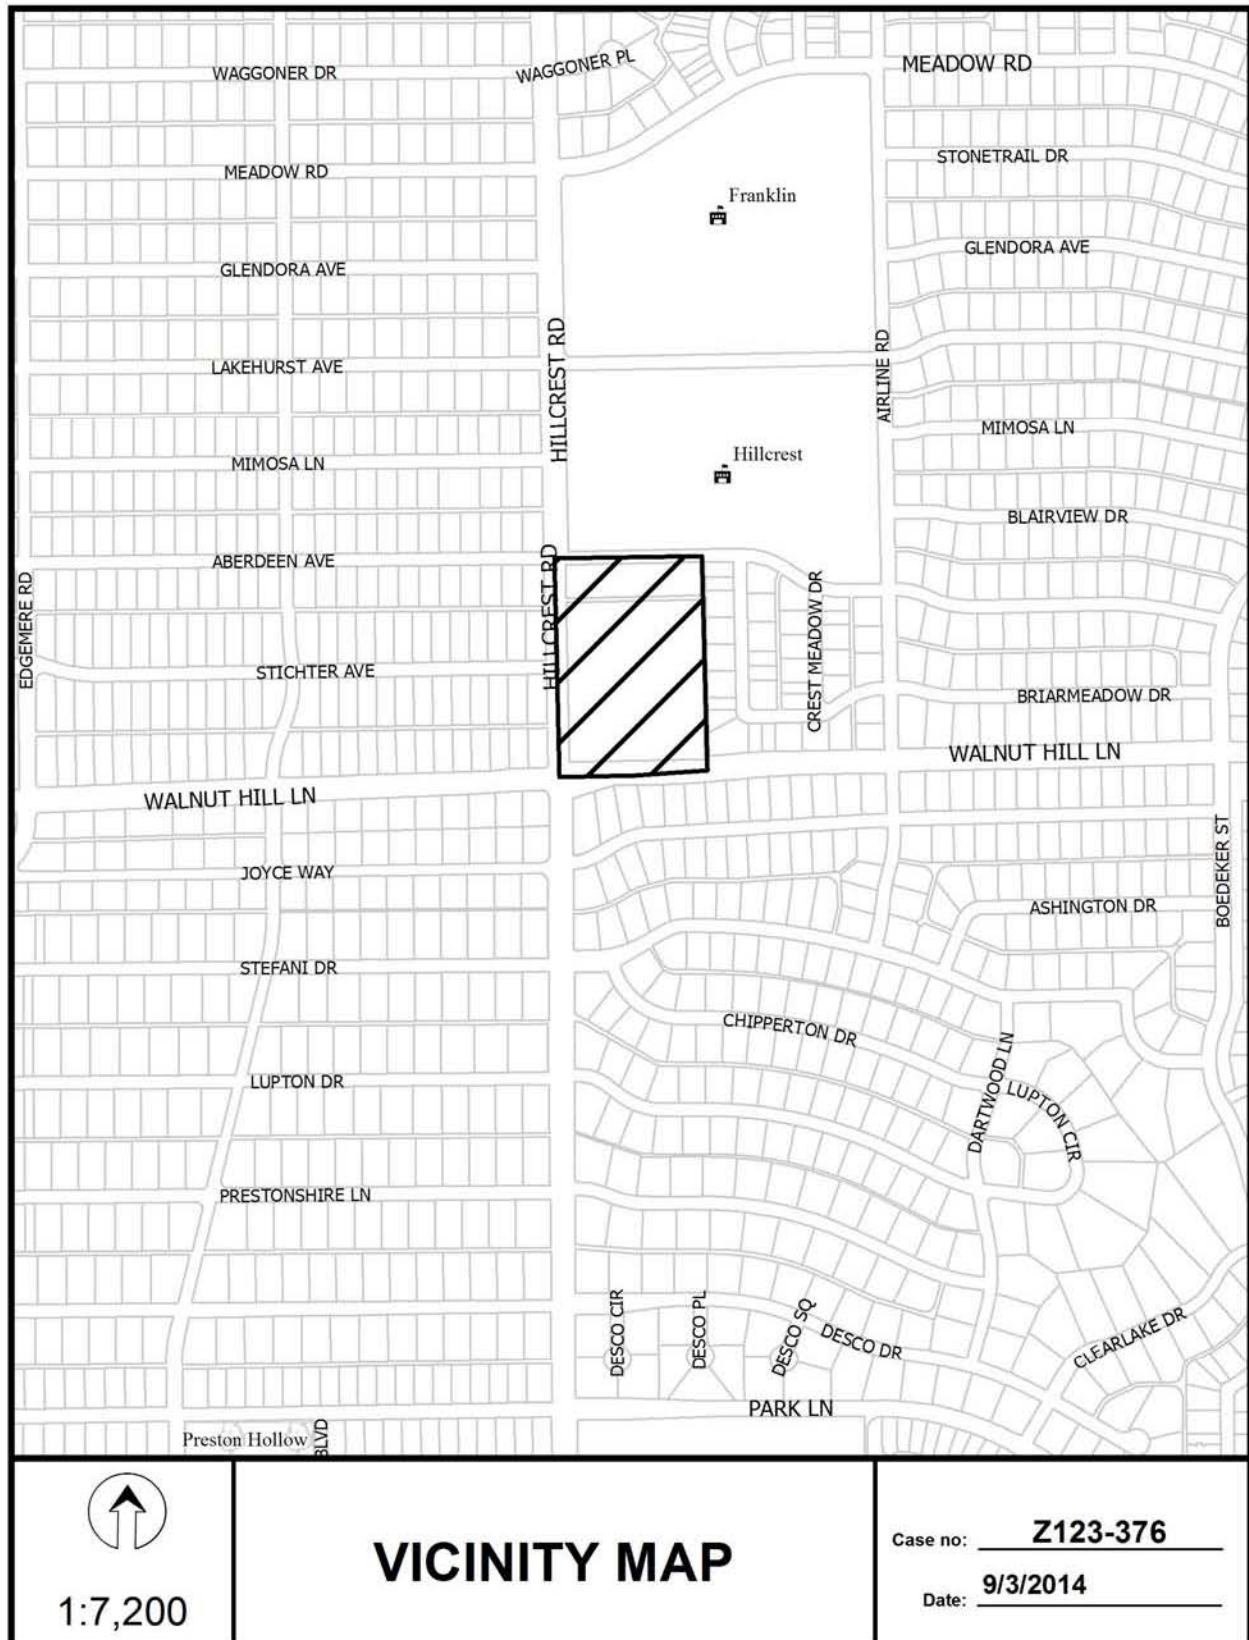 WAGGONER DR
WAGGONER PL
MEADOW RD
STONETRAIL DR
MEADOW RD
Franklin
GLENDORA AVE
GLENDORA AVE
HILLCREST RD
AIRLINE RD
LAKEHURST AVE
MIMOSA LN
MIMOSA LN
Hillcrest
BLAIRVIEW DR
ABERDEEN AVE
EDGEMERE RD
HILLCREST RD
CREST MEADOW DR
STICHTER AVE
BRIARMEADOW DR
WALNUT HILL LN
WALNUT HILL LN
JOYCE WAY
BOEDEKER ST
ASHINGTON DR
STEFANI DR
CHIPPERTON DR
DARTWOOD LN
LUPTON CIR
LUPTON DR
PRESTONSHIRE LN
DESCO CIR
DESCO PL
DESCO SQ
DESCO DR
CLEARLAKE DR
PARK LN
Preston Hollow
BLVD
1:7,200
VICINITY MAP
Case no: Z123-376
Date: 9/3/2014